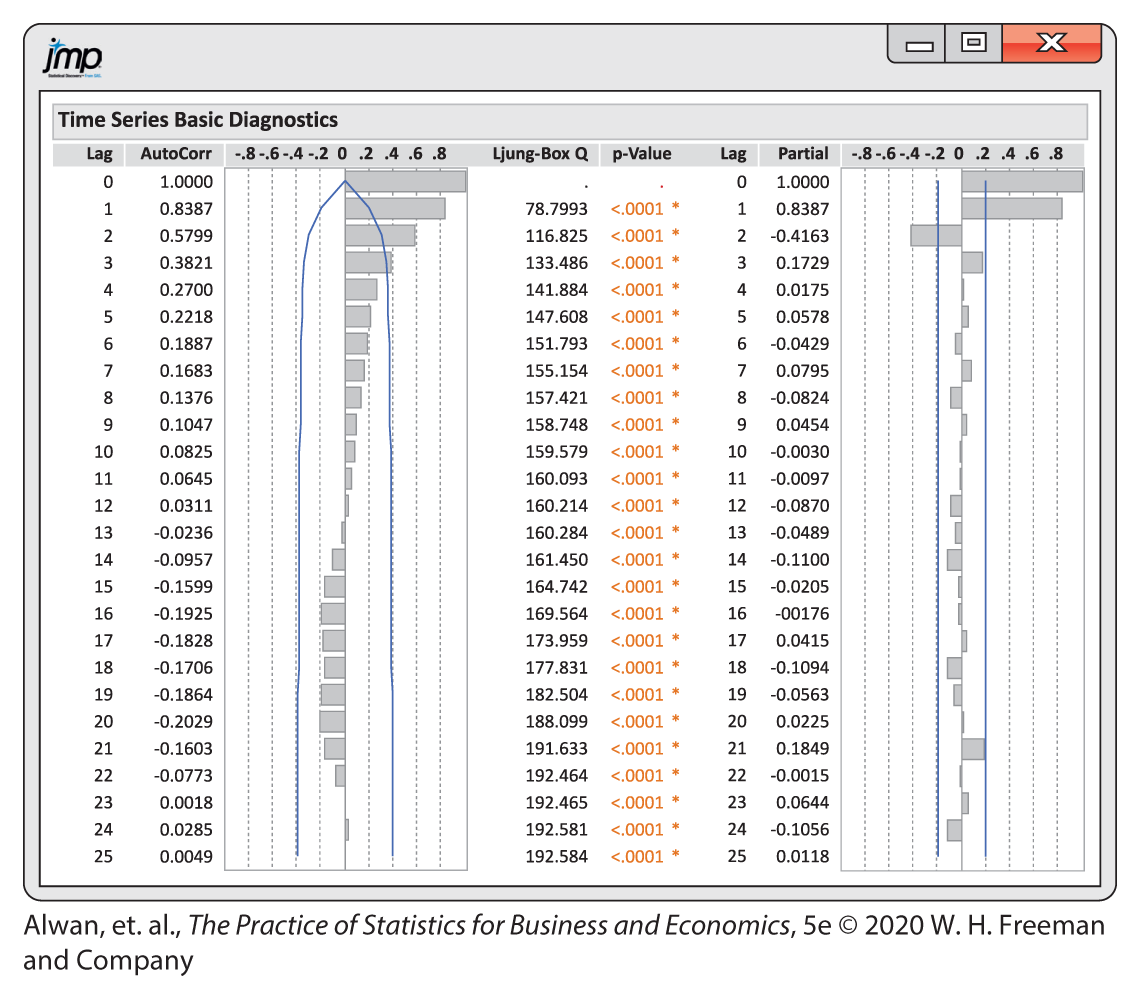 jmp
Statistical Discovery. From SAS.
Time Series Basic Diagnostics
Lag AutoCorr -.8 -.6 -.4 -.2 0 .2 .4 .6 .8 Ljung-Box Q p-Value Lag Partial -.8 -.6 -.4 -.2 0 .2 .4 .6 .8
0 1.0000 . . 0 1.0000
1 0.8387 78.7993 <.0001 * 1 0.8387
2 0.5799 116.825 <.0001 * 2 -0.4163
3 0.3821 133.486 <.0001 * 3 0.1729
4 0.2700 141.884 <.0001 * 4 0.0175
5 0.2218 147.608 <.0001 * 5 0.0578
6 0.1887 151.793 <.0001 * 6 -0.0429
7 0.1683 155.154 <.0001 * 7 0.0795
8 0.1376 157.421 <.0001 * 8 -0.0824
9 0.1047 158.748 <.0001 * 9 0.0454
10 0.0825 159.579 <.0001 * 10 -0.0030
11 0.0645 160.093 <.0001 * 11 -0.0097
12 0.0311 160.214 <.0001 * 12 -0.0870
13 -0.0236 160.284 <.0001 * 13 -0.0489
14 -0.0957 161.450 <.0001 * 14 -0.1100
15 -0.1599 164.742 <.0001 * 15 -0.0205
16 -0.1925 169.564 <.0001 * 16 -00176
17 -0.1828 173.959 <.0001 * 17 0.0415
18 -0.1706 177.831 <.0001 * 18 -0.1094
19 -0.1864 182.504 <.0001 * 19 -0.0563
20 -0.2029 188.099 <.0001 * 20 0.0225
21 -0.1603 191.633 <.0001 * 21 0.1849
22 -0.0773 192.464 <.0001 * 22 -0.0015
23 0.0018 192.465 <.0001 * 23 0.0644
24 0.0285 192.581 <.0001 * 24 -0.1056
25 0.0049 192.584 <.0001 * 25 0.0118
Alwan, et. al., The Practice of Statistics for Business and Economics, 5e © 2020 W. H. Freeman
and Company